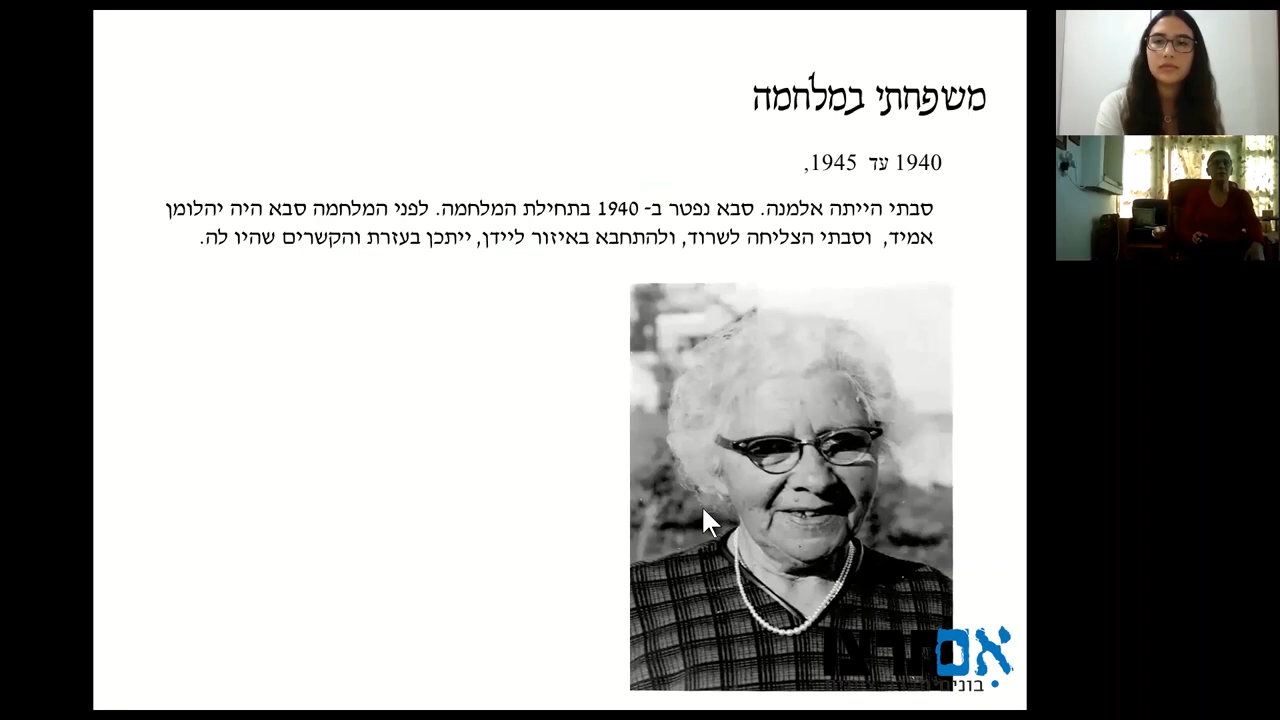 משפחתי במלחמה
1940 עד 1945,
סבתי הייתה אלמנה. סבא נפטר ב- 1940 בתחילת המלחמה. לפני המלחמה סבא היה יהלומן
אמיד, וסבתי הצליחה לשרוד, ולהתחבא באיזור ליידן, ייתכן בעזרת והקשרים שהיו לה.
אם